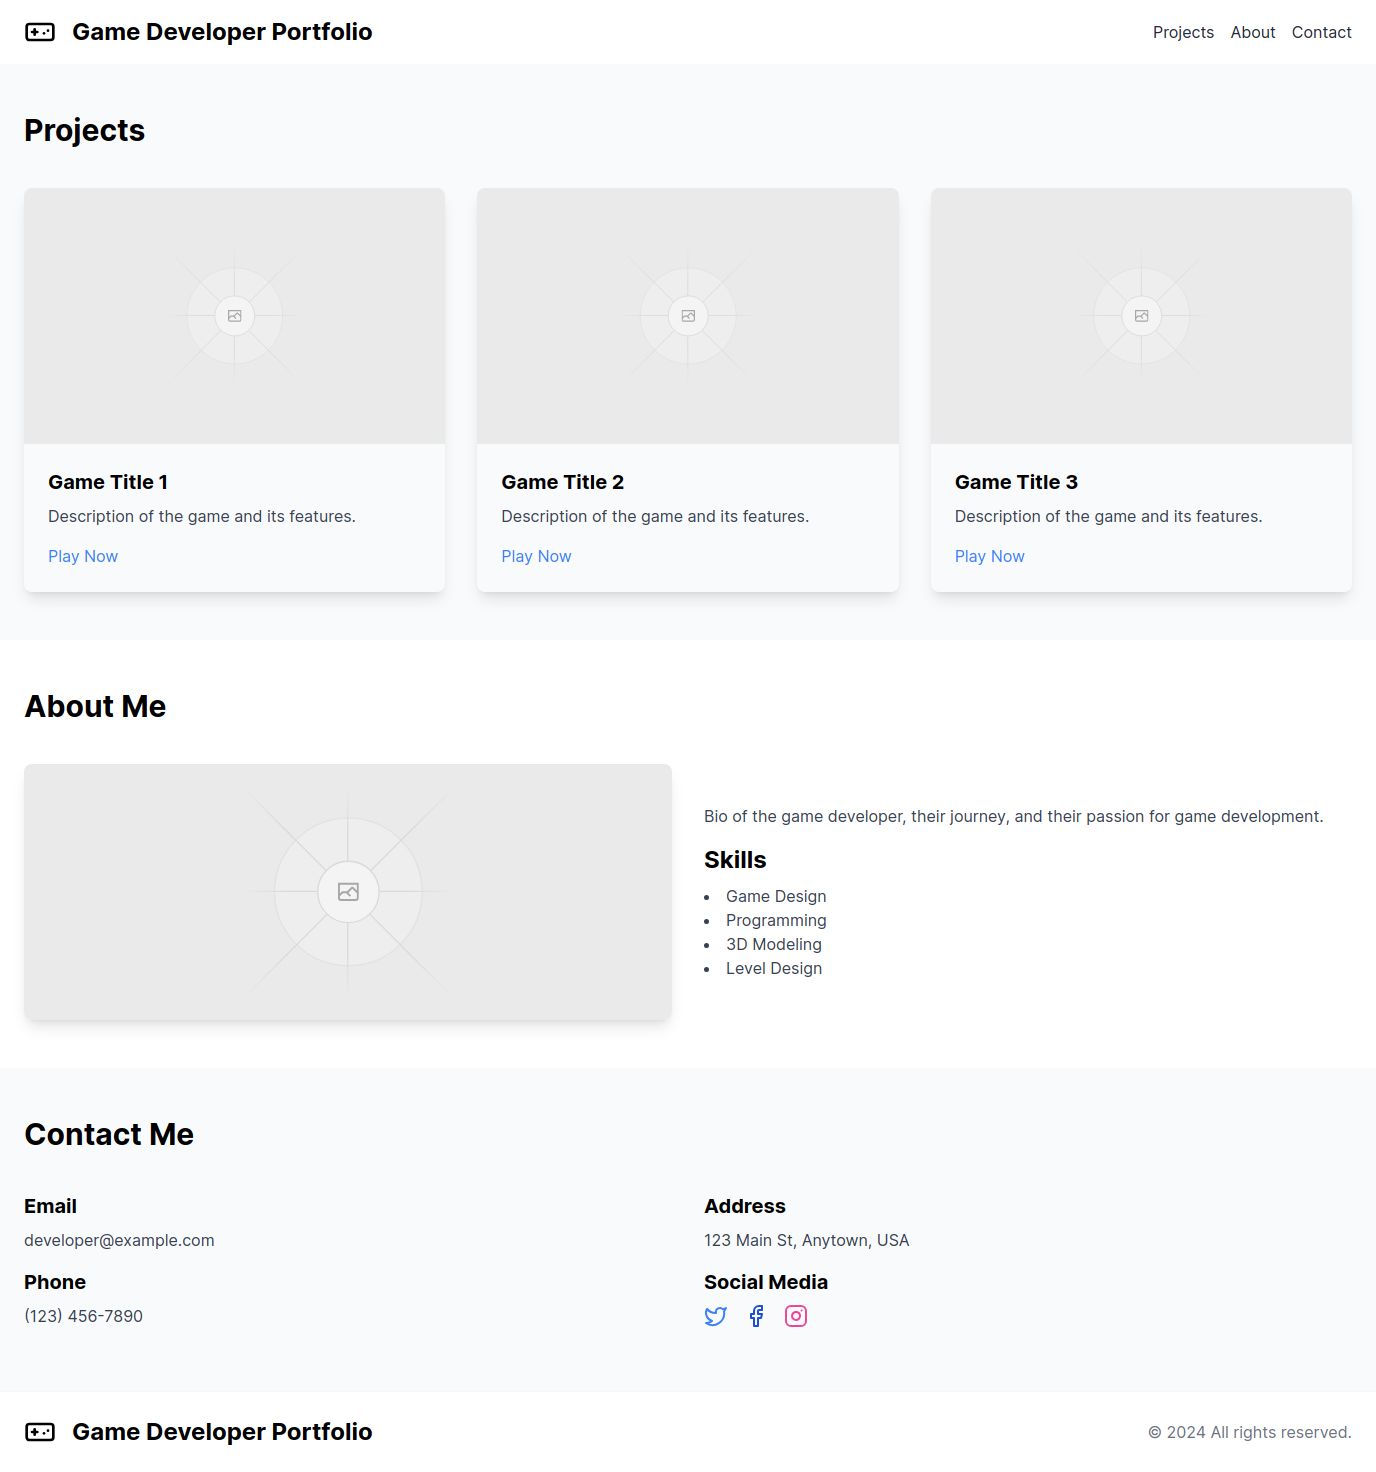 Game Developer Portfolio
Projects About Contact
Projects
Game Title 1
Description of the game and its features.
Play Now
Game Title 2
Description of the game and its features.
Play Now
Game Title 3
Description of the game and its features.
Play Now
About Me
Bio of the game developer, their journey, and their passion for game development.
Skills
• Game Design
• Programming
• 3D Modeling
• Level Design
Contact Me
Email
developer@example.com
Phone
(123) 456-7890
Address
123 Main St, Anytown, USA
Social Media
Game Developer Portfolio
© 2024 All rights reserved.